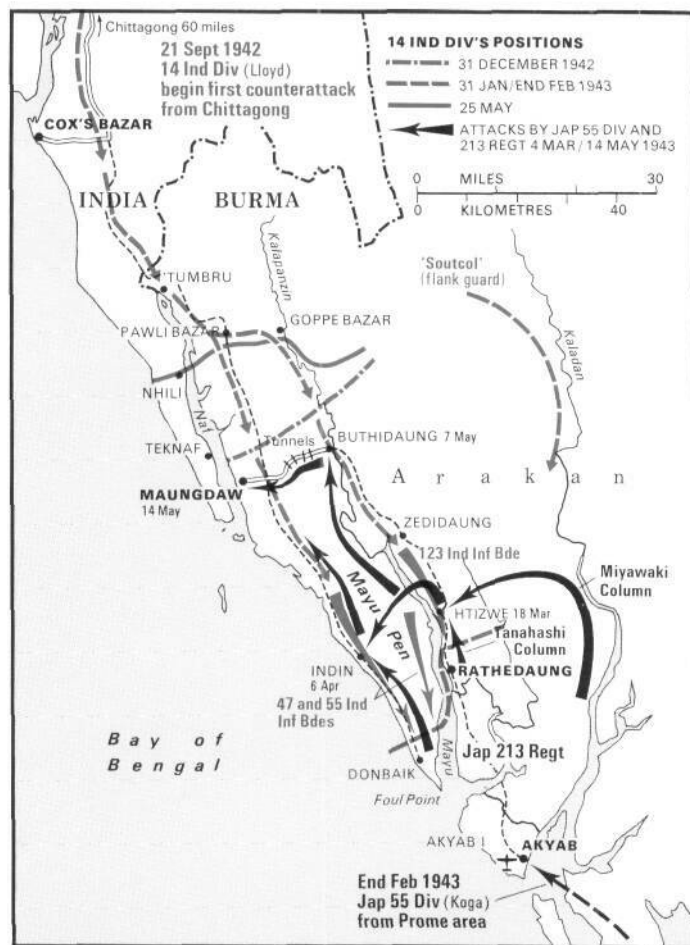 Chittagong 60 miles
21 Sept 1942
14 Ind Div (Lloyd)
begin first counterattack
from Chittagong
14 IND DIV'S POSITIONS
31 DECEMBER 1942
31 JAN/END FEB 1943
25 MAY
ATTACKS BY JAP 55 DIV AND
213 REGT 4 MAR/14 MAY 1943
0 MILES 30
0 KILOMETRES 40
COX'S BAZAR
INDIA
BURMA
Kalapanzin
'Soutcol'
(flank guard)
Kaladan
TUMBRU
PAWLI BAZAR
GOPPE BAZAR
NHILI
Naf
TEKNAF
Tunnels
BUTHIDAUNG 7 May
MAUNGDAW
14 May
Arakan
ZEDIDAUNG
123 Ind Inf Bde
Miyawaki
Column
Mayu
Pen
HTIZWE 18 Mar
Tanahashi
Column
RATHEDAUNG
INDIN
6 Apr
47 and 55 Ind
Inf Bdes
Bay of
Bengal
Mayu
Jap 213 Regt
DONBAIK
Foul Point
AKYAB I
AKYAB
End Feb 1943
Jap 55 Div (Koga)
from Prome area